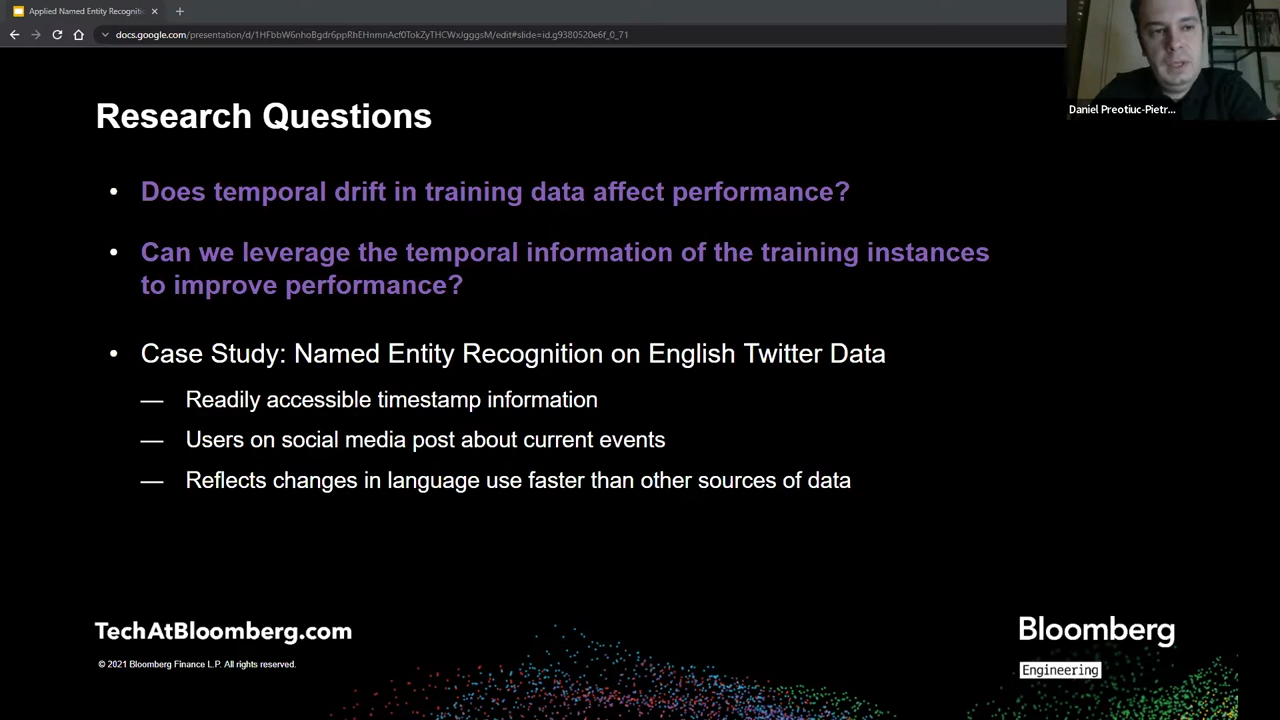 Applied Named Entity Recogniti
docs.google.com/presentation/d/1HFbbW6nhoBgdr6ppRhEHnmnAcf0TokZyTHCWxJgggsM/edit#slide=id.g9380520e6f_0_71
Daniel Preotiuc-Pietr...
Research Questions
• Does temporal drift in training data affect performance?
• Can we leverage the temporal information of the training instances
to improve performance?
• Case Study: Named Entity Recognition on English Twitter Data
— Readily accessible timestamp information
— Users on social media post about current events
— Reflects changes in language use faster than other sources of data
TechAtBloomberg.com
© 2021 Bloomberg Finance L.P. All rights reserved.
Bloomberg
Engineering